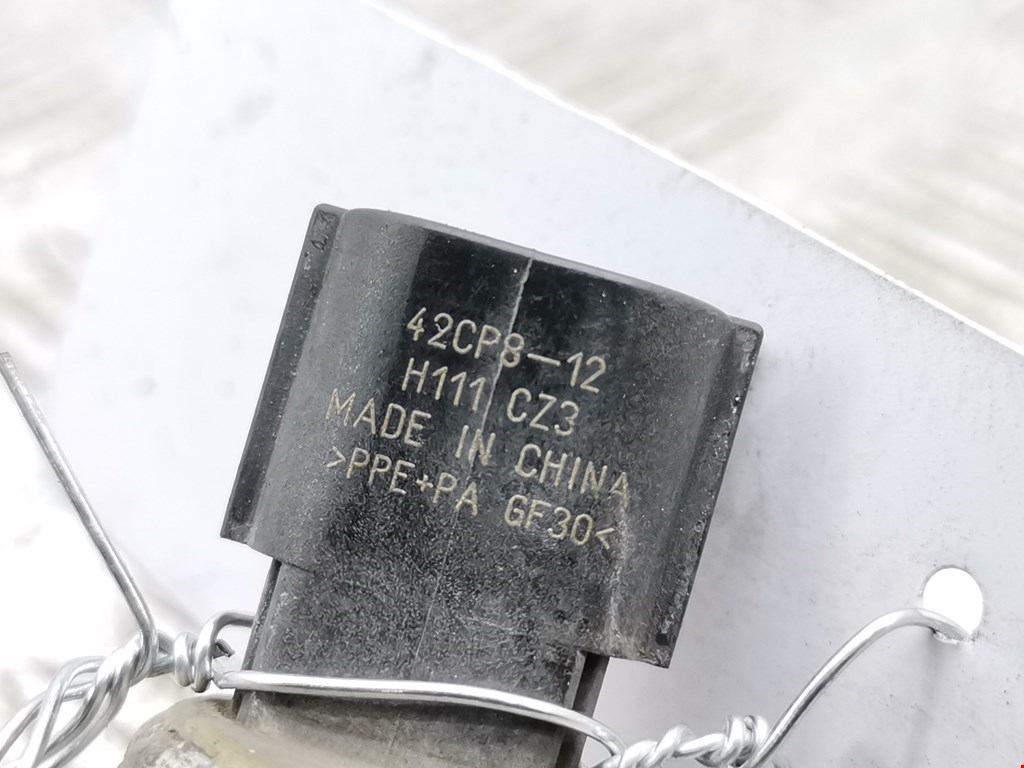 42CP8-12
H111 CZ3
MADE IN CHINA
>PPE+PA GF30<